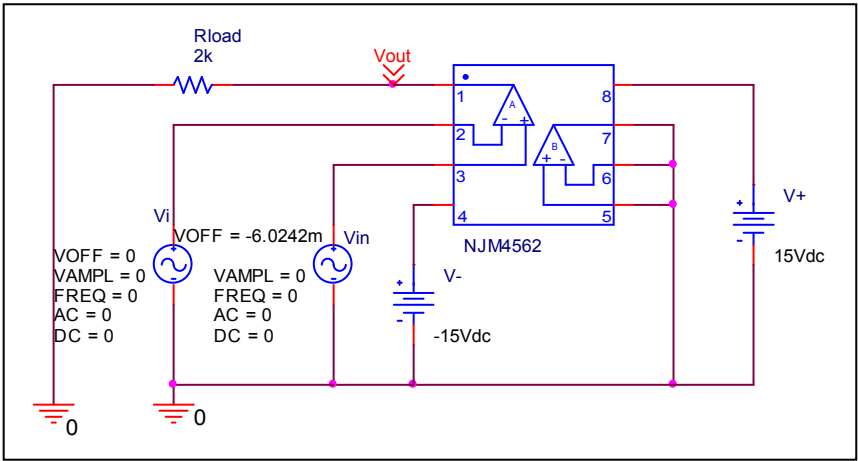 Rload
2k
Vout
1
2
3
4
8
7
6
5
A
B
- +
+ -
NJM4562
Vi
VOFF = 0
VAMPL = 0
FREQ = 0
AC = 0
DC = 0
+
-
VOFF = -6.0242m
Vin
VAMPL = 0
FREQ = 0
AC = 0
DC = 0
+
-
V-
+
-
-15Vdc
V+
+
-
15Vdc
0
0